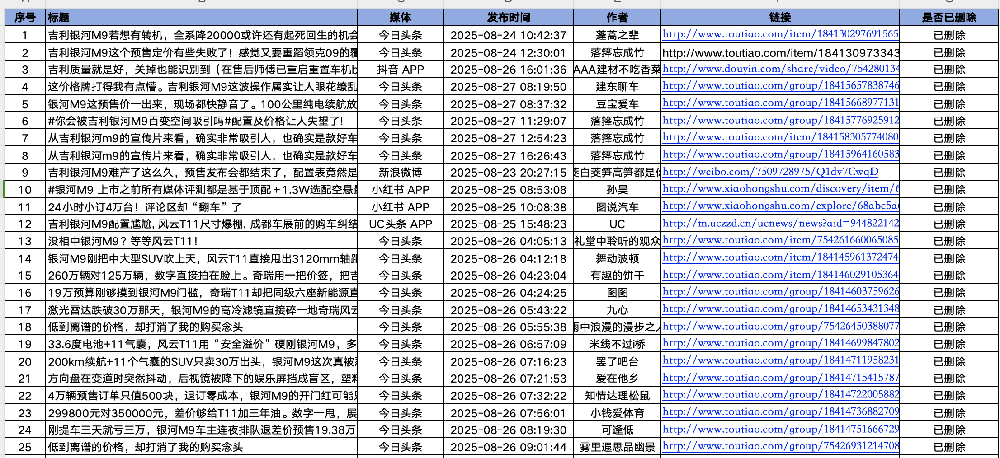 序号 标题 媒体 发布时间 作者 链接 是否已删除
1 吉利银河M9若想有转机，全系降20000或许还有起死回生的机会 今日头条 2025-08-24 10:42:37 蓬蒿之辈 http://www.toutiao.com/item/184130297691565 已删除
2 吉利银河M9这个预售定价有些失败了！感觉又要重蹈领克09的覆 今日头条 2025-08-24 12:30:01 落箨忘成竹 http://www.toutiao.com/item/184130973343 已删除
3 吉利质量就是好，关掉也能识别到（在售后师傅已重启重置车机b 抖音 APP 2025-08-26 16:01:36 AAA建材不吃香菜 http://www.douyin.com/share/video/754280134 已删除
4 这价格牌打得我有点懵。吉利银河M9这波操作属实让人眼花缭乱 今日头条 2025-08-27 08:19:50 建东聊车 http://www.toutiao.com/group/18415657838746 已删除
5 银河M9这预售价一出来，现场都快静音了。100公里纯电续航放 今日头条 2025-08-27 08:37:32 豆宝爱车 http://www.toutiao.com/group/18415668977131 已删除
6 #你会被吉利银河M9百变空间吸引吗#配置及价格让人失望了! 今日头条 2025-08-27 11:29:07 落箨忘成竹 http://www.toutiao.com/group/18415776925912 已删除
7 从吉利银河m9的宣传片来看，确实非常吸引人，也确实是款好车 今日头条 2025-08-27 12:54:23 落箨忘成竹 http://www.toutiao.com/item/184158305774080 已删除
8 从吉利银河m9的宣传片来看，确实非常吸引人，也确实是款好车 今日头条 2025-08-27 16:26:43 落箨忘成竹 http://www.toutiao.com/group/18415964160583 已删除
9 吉利银河M9难产了这么久，预售发布会都结束了，配置表竟然是 新浪微博 2025-08-23 20:27:15 茭白茭笋高笋都是你 http://weibo.com/7509728975/Q1dv7CwqD 已删除
10 #银河M9 上市之前所有媒体评测都是基于顶配＋1.3W选配空悬最 小红书 APP 2025-08-25 08:53:08 孙昊 http://www.xiaohongshu.com/discovery/item/6 已删除
11 24小时小订4万台！评论区却“翻车”了 小红书 APP 2025-08-25 10:08:38 图说汽车 http://www.xiaohongshu.com/explore/68abc5a 已删除
12 吉利银河M9配置尴尬, 风云T11尺寸爆棚, 成都车展前的购车纠结 UC头条 APP 2025-08-25 15:48:23 UC http://m.uczzd.cn/ucnews/news?aid=944822142 已删除
13 没相中银河M9？等等风云T11！ 今日头条 2025-08-26 04:05:13 礼堂中聆听的观众 http://www.toutiao.com/item/754261660065085 已删除
14 银河M9刚把中大型SUV吹上天，风云T11直接甩出3120mm轴距 今日头条 2025-08-26 04:12:18 舞动波顿 http://www.toutiao.com/item/184145961372474 已删除
15 260万辆对125万辆，数字直接拍在脸上。奇瑞用一把价签，把吉 今日头条 2025-08-26 04:23:04 有趣的饼干 http://www.toutiao.com/item/184146029105364 已删除
16 19万预算刚够摸到银河M9门槛，奇瑞T11却把同级六座新能源直 今日头条 2025-08-26 04:24:25 图图 http://www.toutiao.com/group/18414603759626 已删除
17 激光雷达跌破30万那天，银河M9的高冷滤镜直接碎一地奇瑞风云 今日头条 2025-08-26 05:43:22 九心 http://www.toutiao.com/group/18414653431348 已删除
18 低到离谱的价格，却打消了我的购买念头 今日头条 2025-08-26 05:55:38 雨中浪漫的漫步之人 http://www.toutiao.com/group/75426450388077 已删除
19 33.6度电池+11气囊，风云T11用“安全溢价”硬刚银河M9，多 今日头条 2025-08-26 06:57:09 米线不过i桥 http://www.toutiao.com/group/18414699847802 已删除
20 200km续航+11个气囊的SUV只卖30万出头，银河M9这次真被 今日头条 2025-08-26 07:16:23 罢了吧台 http://www.toutiao.com/group/18414711958231 已删除
21 方向盘在变道时突然抖动，后视镜被降下的娱乐屏挡成盲区，塑料 今日头条 2025-08-26 07:21:53 爱在他乡 http://www.toutiao.com/group/18414715415787 已删除
22 4万辆预售订单只值500块，退订零成本，银河M9的开门红可能只 今日头条 2025-08-26 07:32:22 知情达理松鼠 http://www.toutiao.com/group/18414722005882 已删除
23 299800元对350000元，差价够给T11加三年油。数字一甩，展 今日头条 2025-08-26 07:56:01 小钱爱体育 http://www.toutiao.com/group/18414736882709 已删除
24 刚提车三天就亏三万，银河M9车主连夜排队退差价预售19.38万 今日头条 2025-08-26 08:19:30 可逢低 http://www.toutiao.com/group/18414751666729 已删除
25 低到离谱的价格，却打消了我的购买念头 今日头条 2025-08-26 09:01:44 雾里遐思品幽景 http://www.toutiao.com/group/75426931214708 已删除